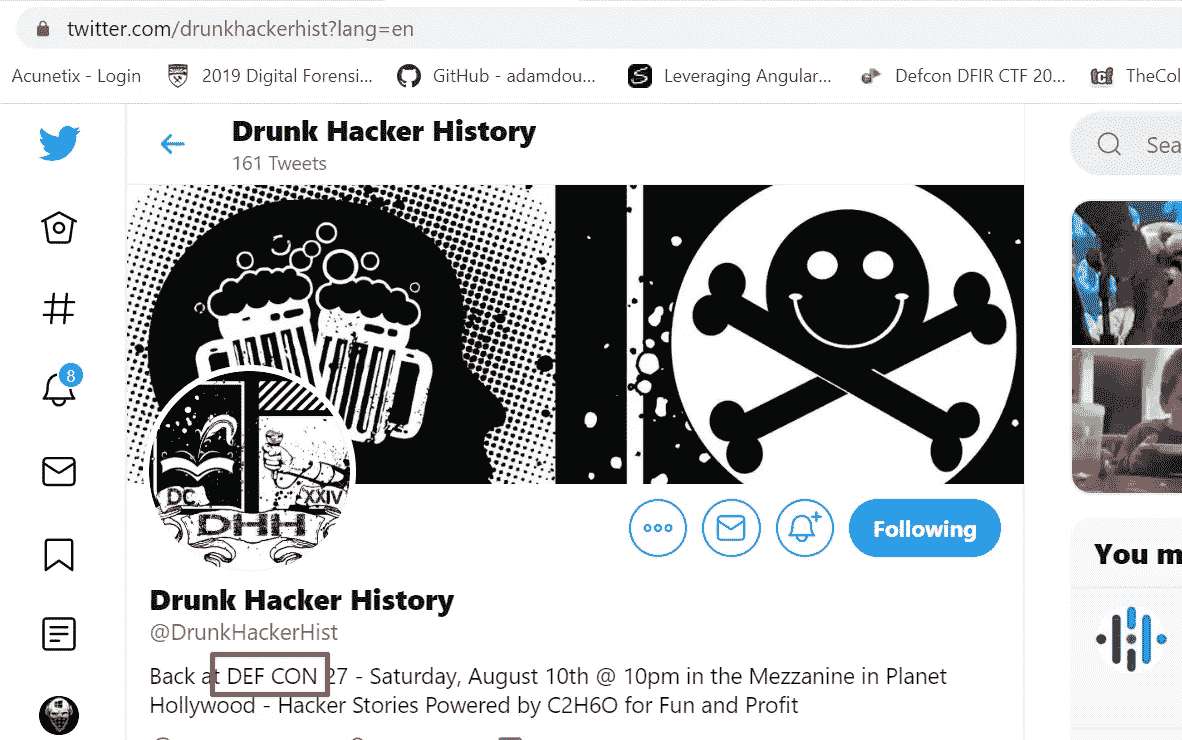 twitter.com/drunkhackerhist?lang=en
Acunetix - Login 2019 Digital Forensi... GitHub - adamdou... Leveraging Angular... Defcon DFIR CTF 20... TheCol
Drunk Hacker History
161 Tweets
Sea
8
DC XXIV
DHH
Following
You m
Drunk Hacker History
@DrunkHackerHist
Back at DEF CON 27 - Saturday, August 10th @ 10pm in the Mezzanine in Planet
Hollywood - Hacker Stories Powered by C2H6O for Fun and Profit